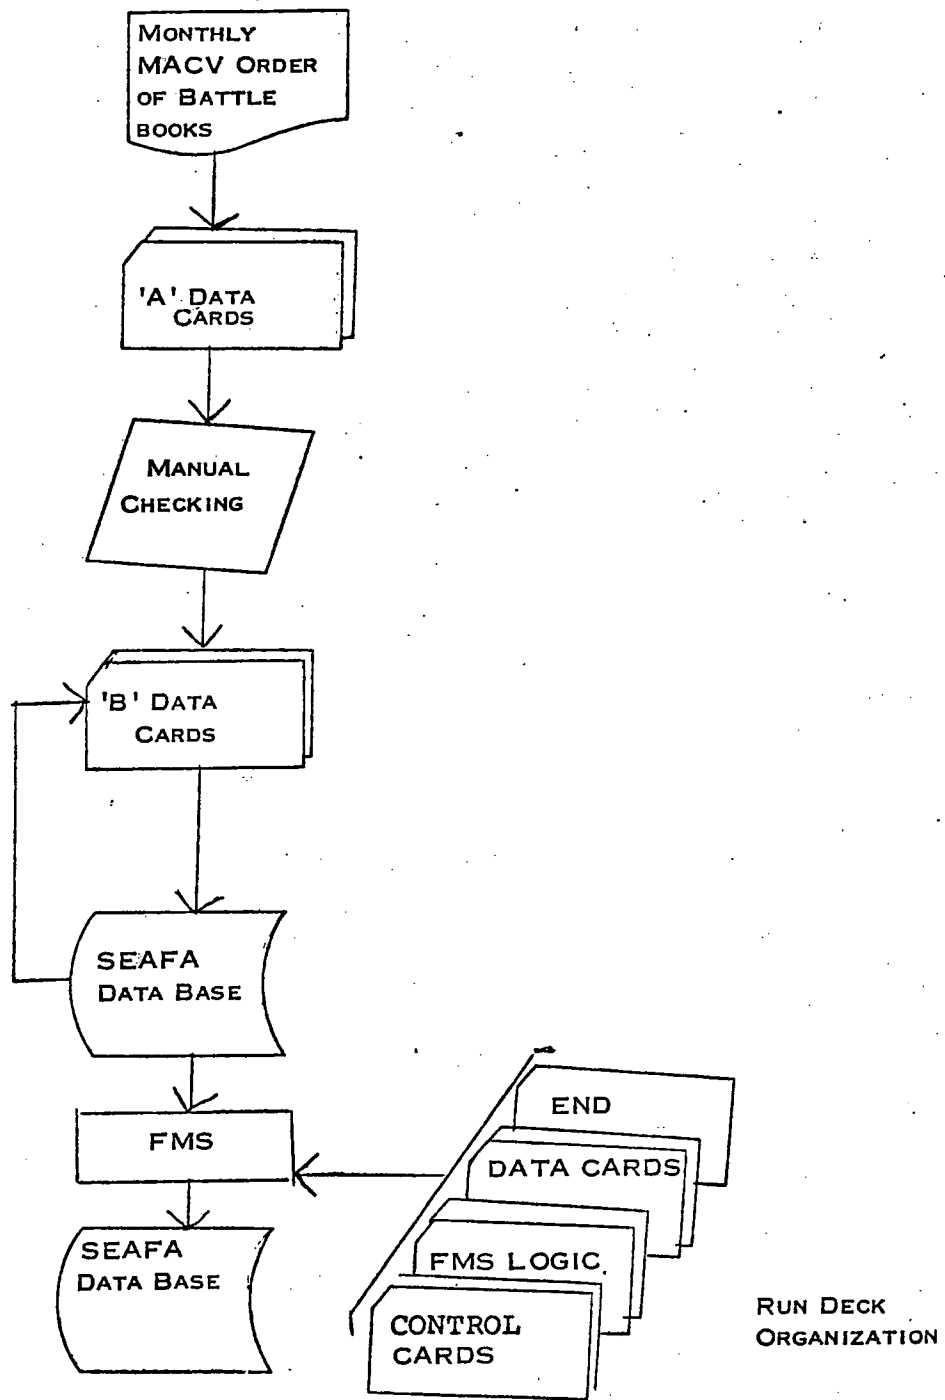 MONTHLY
MACV ORDER
OF BATTLE
BOOKS
'A' DATA
CARDS
MANUAL
CHECKING
'B' DATA
CARDS
SEAFA
DATA BASE
FMS
SEAFA
DATA BASE
END
DATA CARDS
FMS LOGIC
CONTROL
CARDS
RUN DECK
ORGANIZATION